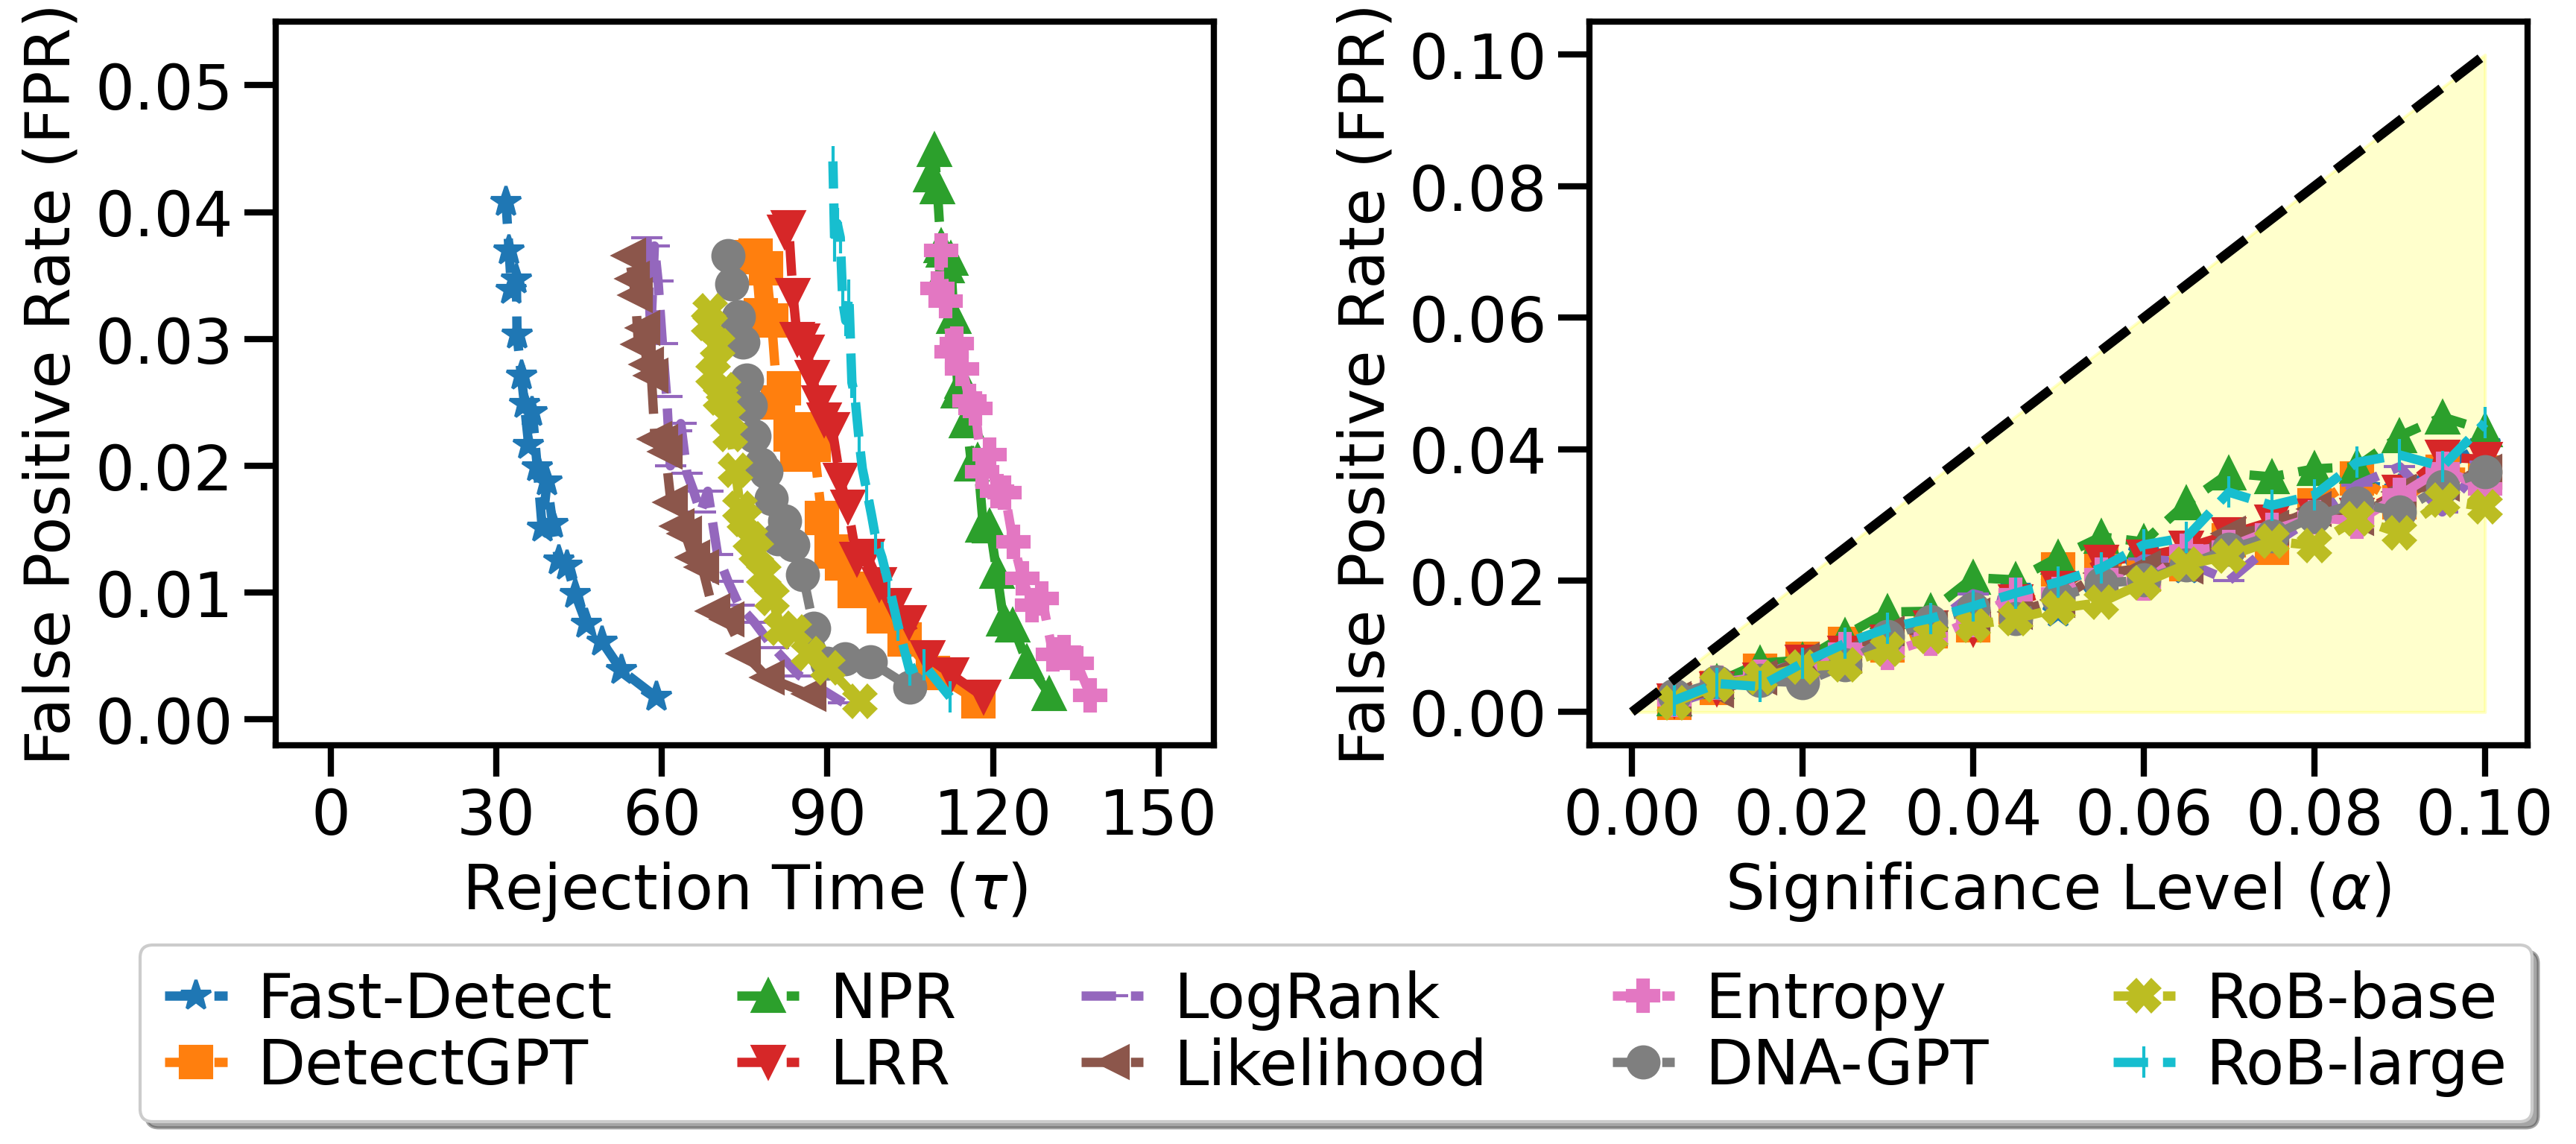 False Positive Rate (FPR)
0.05
0.04
0.03
0.02
0.01
0.00
0 30 60 90 120 150
Rejection Time (τ)
False Positive Rate (FPR)
0.10
0.08
0.06
0.04
0.02
0.00
0.00 0.02 0.04 0.06 0.08 0.10
Significance Level (α)
Fast-Detect NPR LogRank Entropy RoB-base
DetectGPT LRR Likelihood DNA-GPT RoB-large